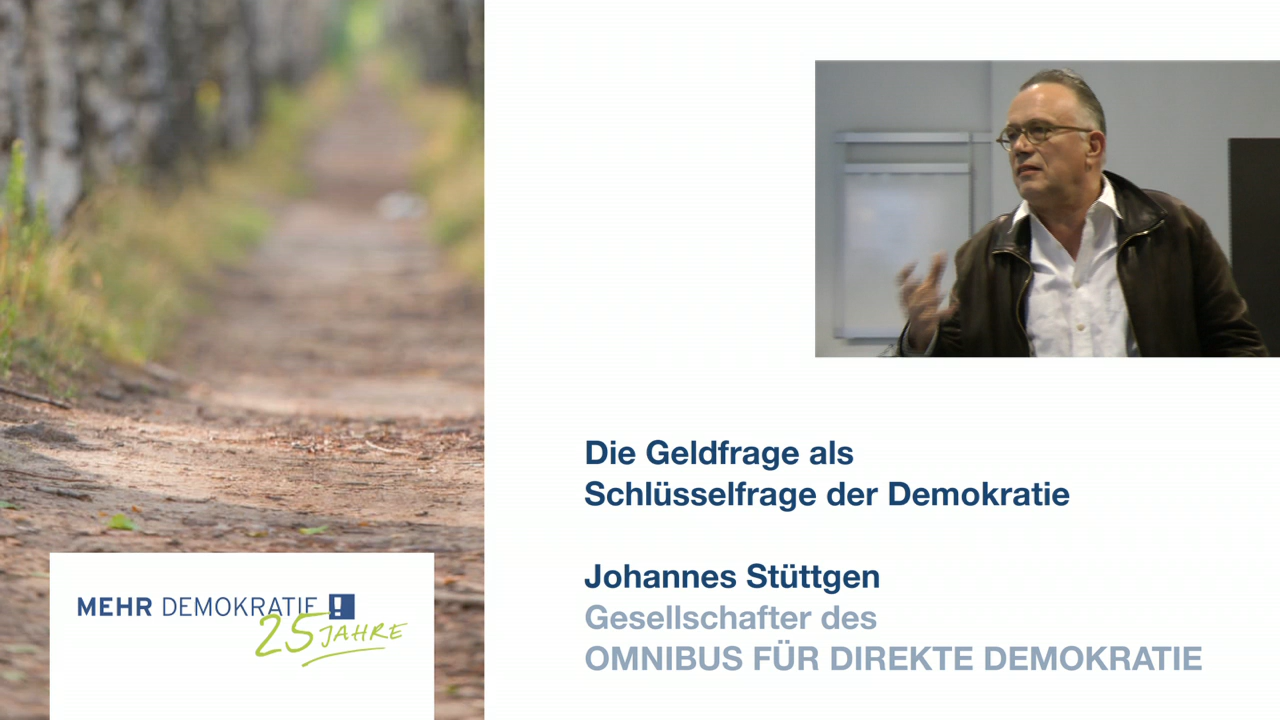 Die Geldfrage als
Schlüsselfrage der Demokratie
Johannes Stüttgen
Gesellschafter des
OMNIBUS FÜR DIREKTE DEMOKRATIE
MEHR DEMOKRATIE !
25 JAHRE